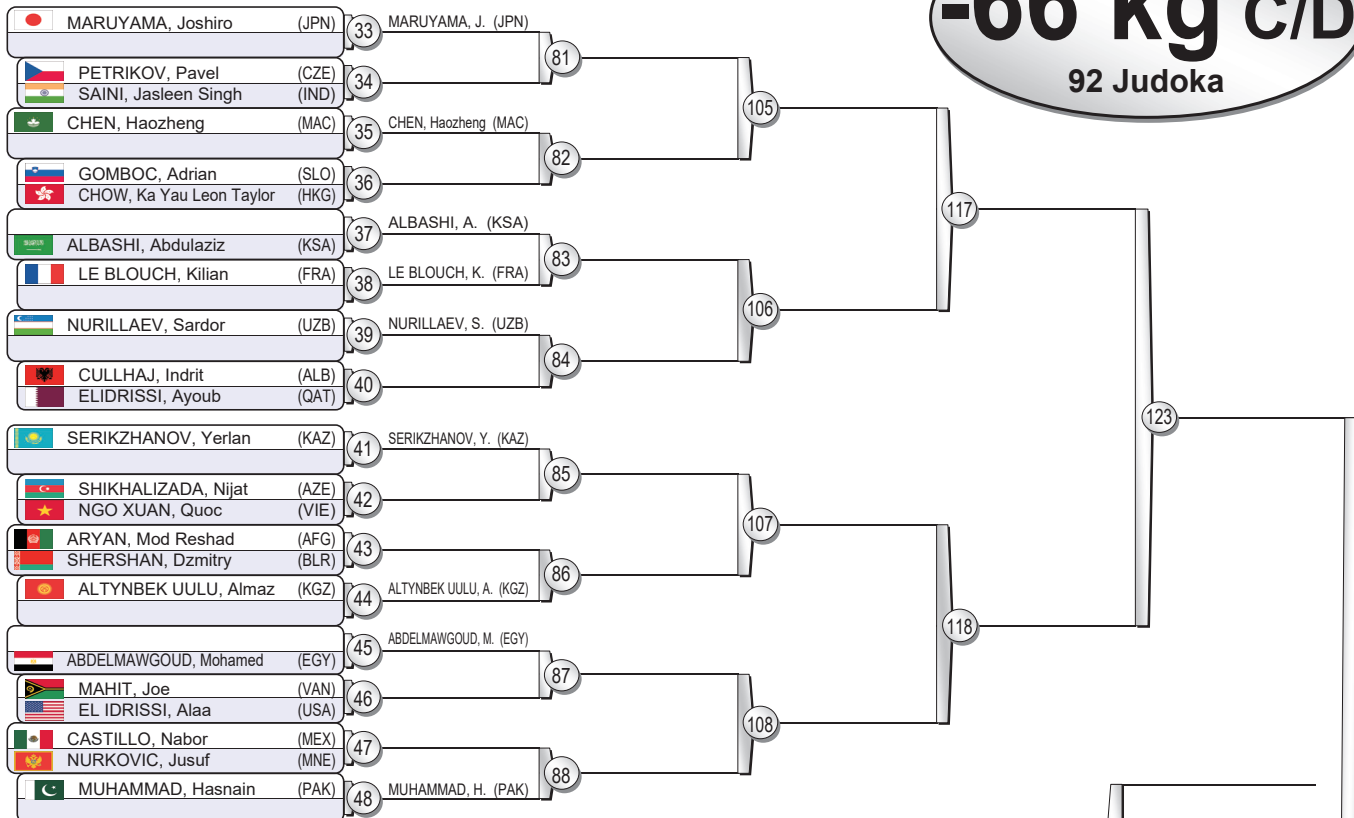 -66 kg C/D
92 Judoka
MARUYAMA, Joshiro (JPN) 33 MARUYAMA, J. (JPN)
81
PETRIKOV, Pavel (CZE)
34
SAINI, Jasleen Singh (IND)
105
CHEN, Haozheng (MAC) 35 CHEN, Haozheng (MAC)
82
GOMBOC, Adrian (SLO)
36
CHOW, Ka Yau Leon Taylor (HKG)
117
37 ALBASHI, A. (KSA)
ALBASHI, Abdulaziz (KSA)
83
LE BLOUCH, Kilian (FRA) 38 LE BLOUCH, K. (FRA)
106
NURILLAEV, Sardor (UZB) 39 NURILLAEV, S. (UZB)
84
CULLHAJ, Indrit (ALB)
40
ELIDRISSI, Ayoub (QAT)
123
SERIKZHANOV, Yerlan (KAZ) 41 SERIKZHANOV, Y. (KAZ)
85
SHIKHALIZADA, Nijat (AZE)
42
NGO XUAN, Quoc (VIE)
107
ARYAN, Mod Reshad (AFG)
43
SHERSHAN, Dzmitry (BLR)
86
ALTYNBEK UULU, Almaz (KGZ) 44 ALTYNBEK UULU, A. (KGZ)
118
45 ABDELMAWGOUD, M. (EGY)
ABDELMAWGOUD, Mohamed (EGY)
87
MAHIT, Joe (VAN)
46
EL IDRISSI, Alaa (USA)
108
CASTILLO, Nabor (MEX)
47
NURKOVIC, Jusuf (MNE)
88
MUHAMMAD, Hasnain (PAK) 48 MUHAMMAD, H. (PAK)